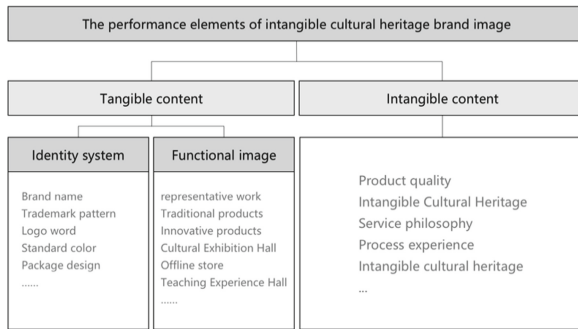 The performance elements of intangible cultural heritage brand image
Tangible content
Intangible content
Identity system
Functional image
Brand name
Trademark pattern
Logo word
Standard color
Package design
......
representative work
Traditional products
Innovative products
Cultural Exhibition Hall
Offline store
Teaching Experience Hall
......
Product quality
Intangible Cultural Heritage
Service philosophy
Process experience
Intangible cultural heritage
...